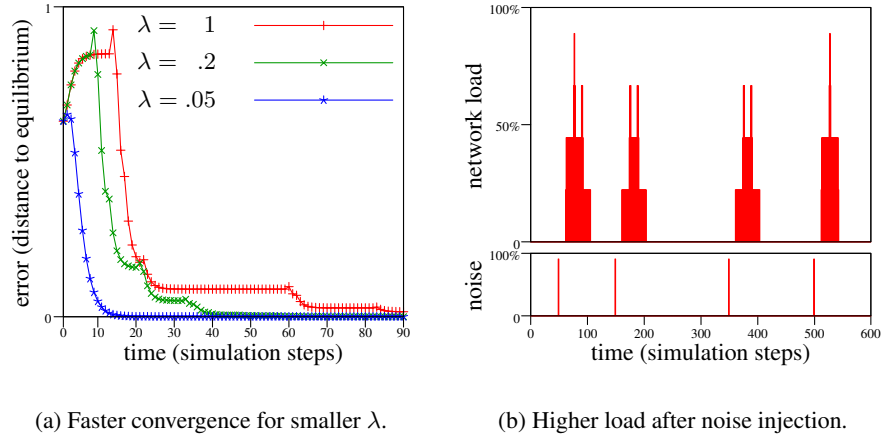 1
error (distance to equilibrium)
0
λ = 1
λ = .2
λ = .05
0 10 20 30 40 50 60 70 80 90
time (simulation steps)
(a) Faster convergence for smaller λ.
100%
network load
50%
0
100%
noise
0
0 100 200 300 400 500 600
time (simulation steps)
(b) Higher load after noise injection.